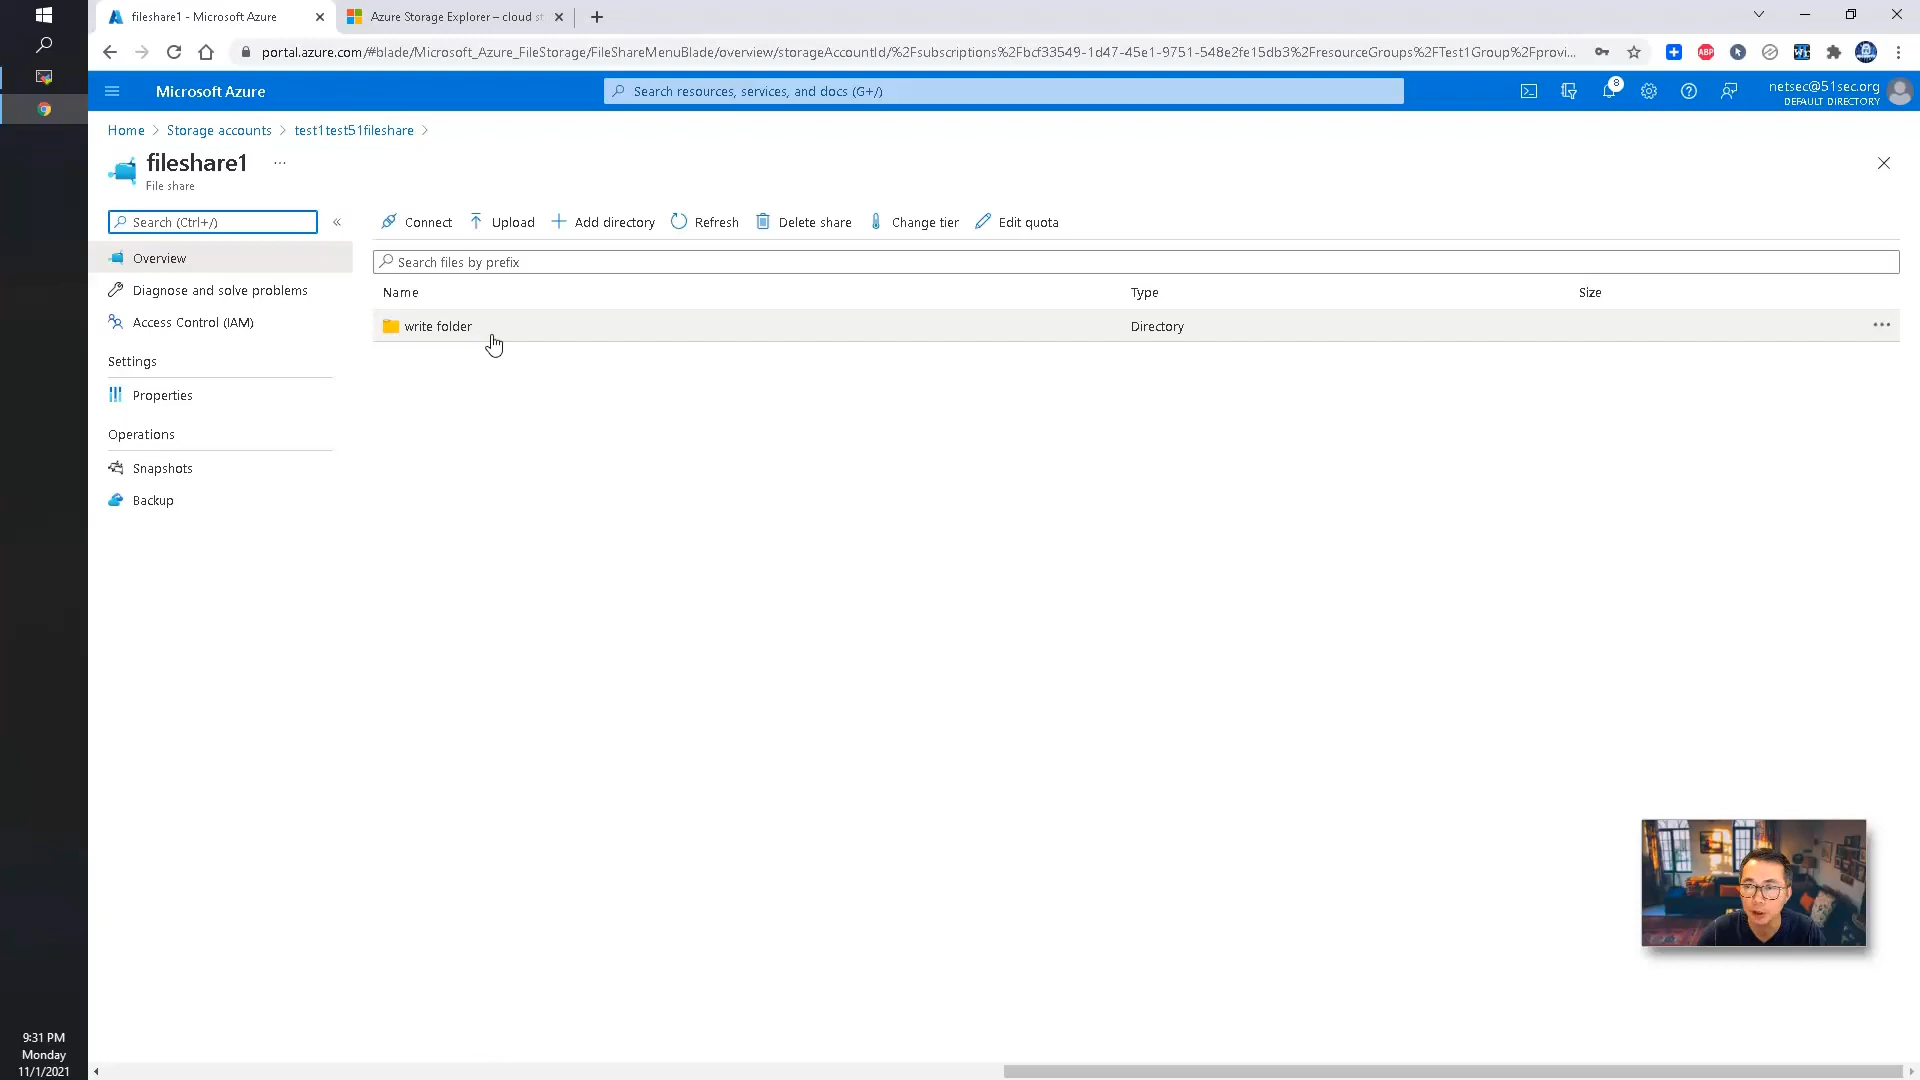 fileshare1 - Microsoft Azure
Azure Storage Explorer – cloud st
portal.azure.com/#blade/Microsoft_Azure_FileStorage/FileShareMenuBlade/overview/storageAccountId/%2Fsubscriptions%2Fbcf33549-1d47-45e1-9751-548e2fe15db3%2FresourceGroups%2FTest1Group%2Fprovi...
ABP
Microsoft Azure
Search resources, services, and docs (G+/)
8
netsec@51sec.org
DEFAULT DIRECTORY
Home > Storage accounts > test1test51fileshare >
fileshare1 ...
File share
Search (Ctrl+/)
«
Connect
Upload
Add directory
Refresh
Delete share
Change tier
Edit quota
Overview
Diagnose and solve problems
Access Control (IAM)
Settings
Properties
Operations
Snapshots
Backup
Search files by prefix
Name Type Size
write folder Directory ...
9:31 PM
Monday
11/1/2021